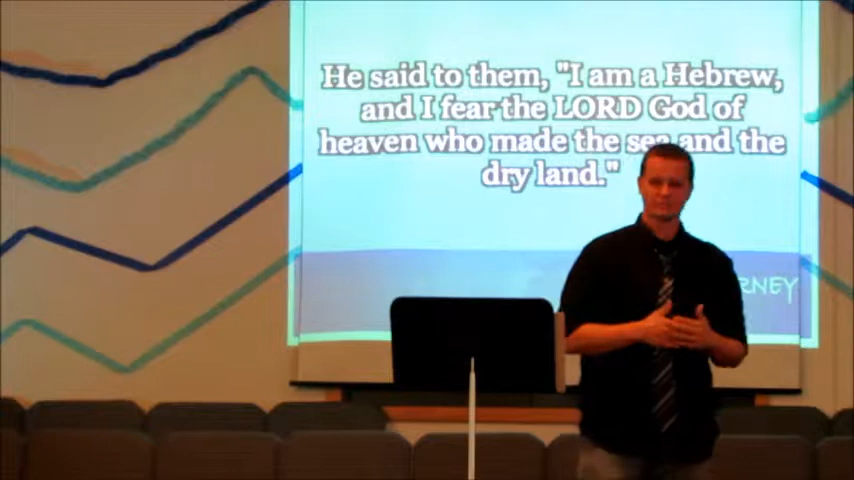 He said to them, "I am a Hebrew,
and I fear the LORD God of
heaven who made the sea and the
dry land."